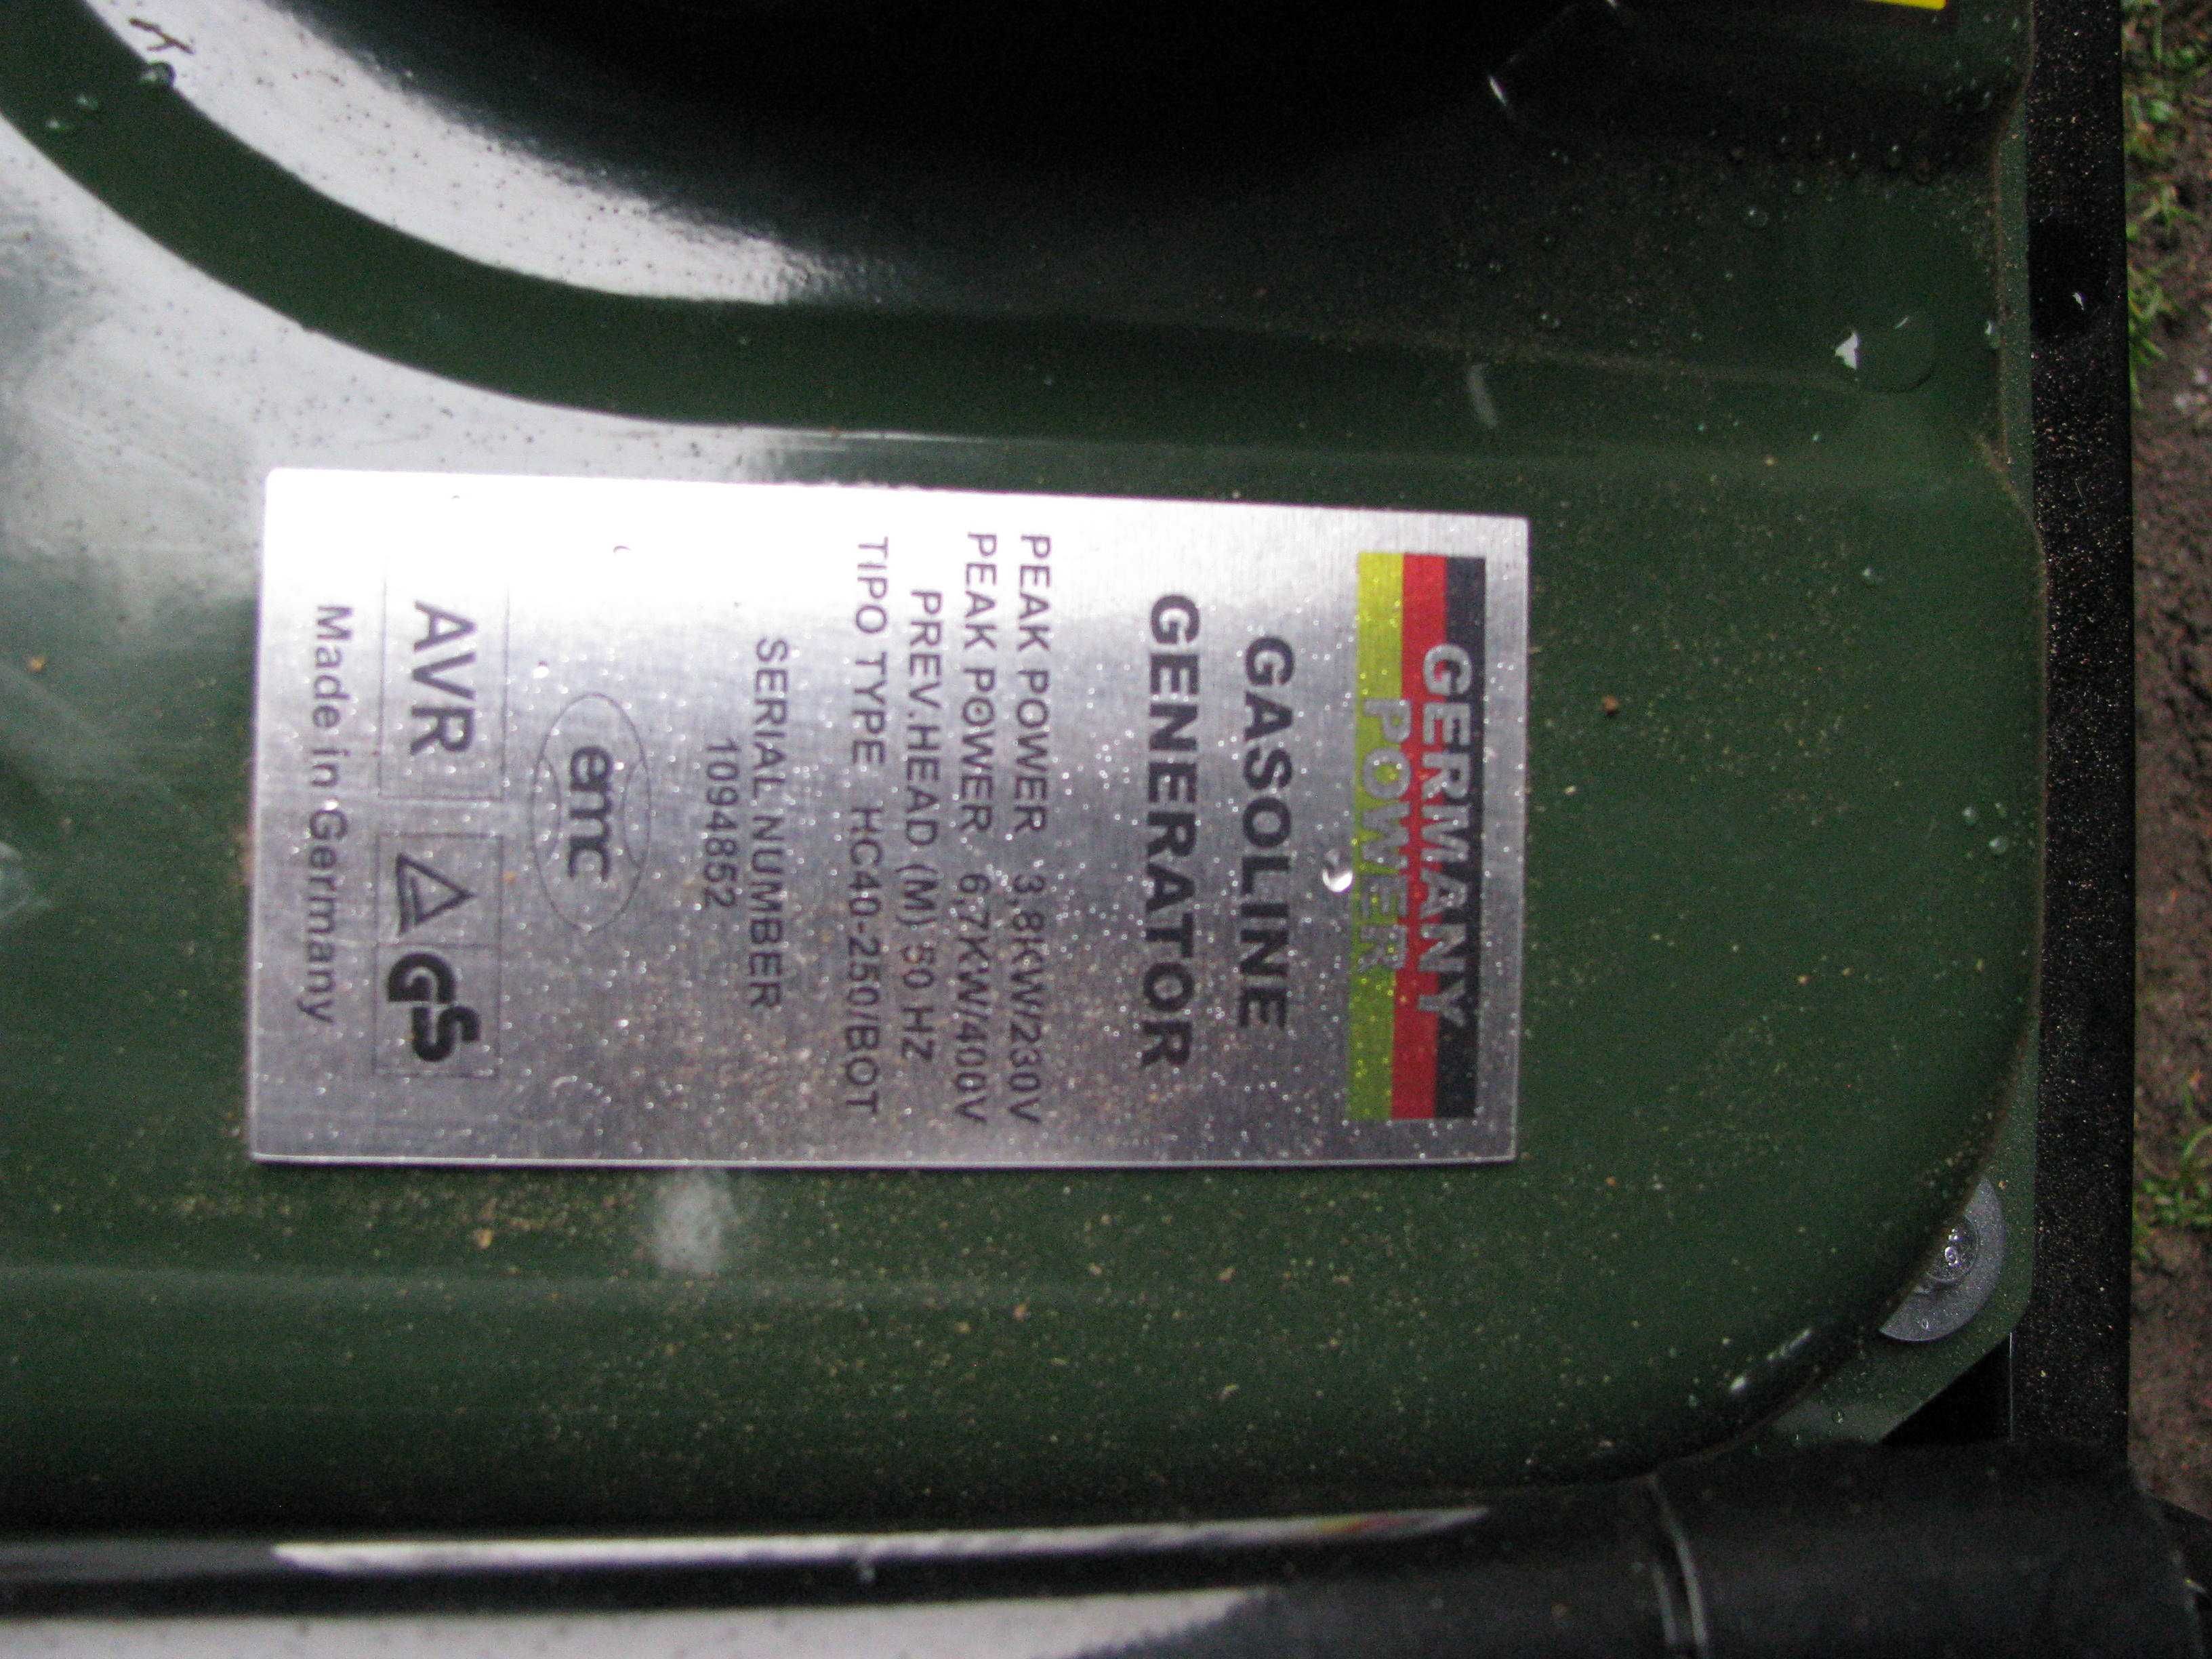 GERMANY
POWER
GASOLINE
GENERATOR
PEAK POWER 3,8KW/230V
PEAK POWER 6,7KW/400V
PREV.HEAD (M) 50 HZ
TIPO TYPE HC40-250/BOT
SERIAL NUMBER
1094852
emc
AVR GS
Made in Germany